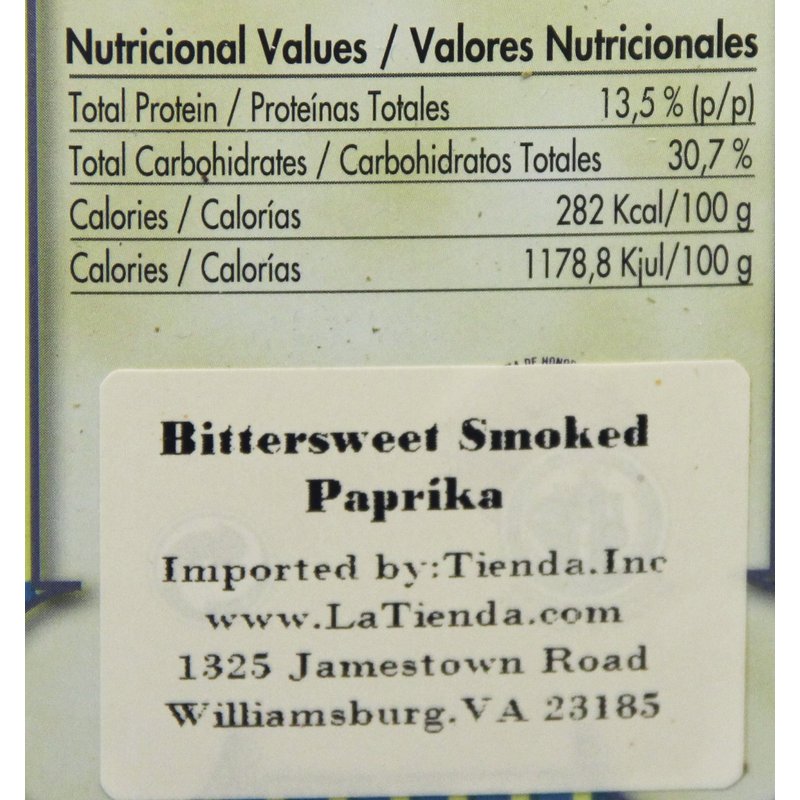 Nutricional Values / Valores Nutricionales
Total Protein / Proteínas Totales 13,5 % (p/p)
Total Carbohidrates / Carbohidratos Totales 30,7 %
Calories / Calorías 282 Kcal/100 g
Calories / Calorías 1178,8 Kjul/100 g
DE HONOR
Bittersweet Smoked
Paprika
Imported by:Tienda.Inc
www.LaTienda.com
1325 Jamestown Road
Williamsburg.VA 23185